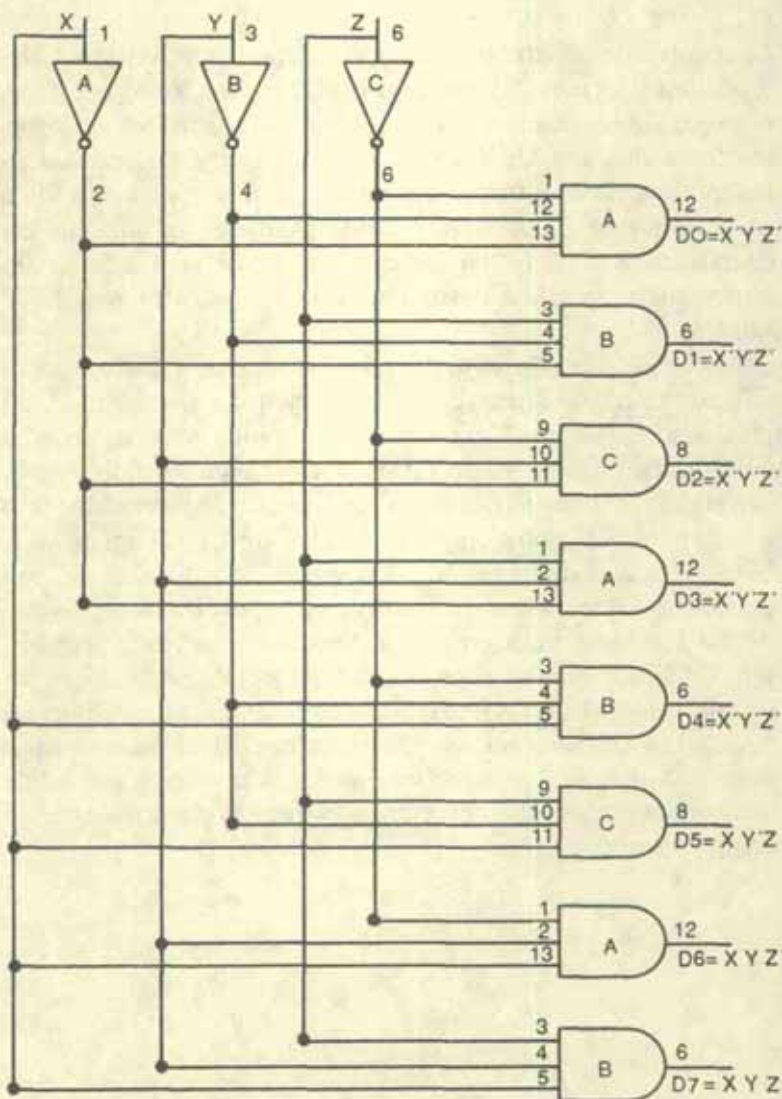 X 1 Y 3 Z 6
A B C
2 4 6
1
12 A 12
13 DO=X'Y'Z'
3
4 B 6
5 D1=X'Y'Z'
9
10 C 8
11 D2=X'Y'Z'
1
2 A 12
13 D3=X'Y'Z'
3
4 B 6
5 D4=X'Y'Z'
9
10 C 8
11 D5=X Y'Z
1
2 A 12
13 D6=X Y Z'
3
4 B 6
5 D7=X Y Z